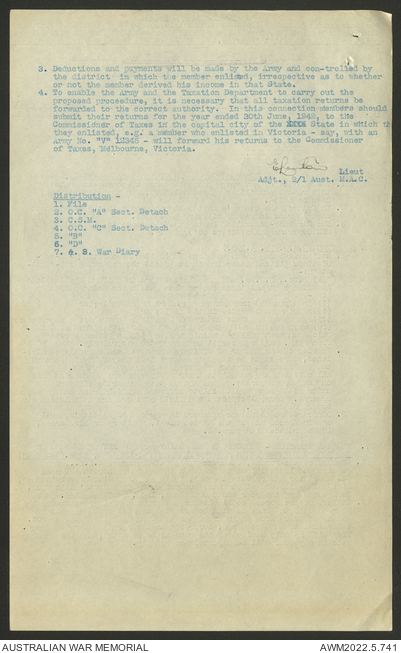 3. Deductions and payments will be made by the Army and con-trolled by
the district in which the member enlisted, irrespective as to whether
or not the member derived his income in that State.
4. To enable the Army and the Taxation Department to carry out the
proposed procedure, it is necessary that all taxation returns be
forwarded to the correct authority. In this connection members should
submit their returns for the year ended 30th June, 1942, to the
Commissioner of Taxes in the capital city of the State in which th
they enlisted, e.g. a member who enlisted in Victoria - say, with an
Army No. "V" 12345 - will forward his returns to the Commissioner
of Taxes, Melbourne, Victoria.
Lieut
Adjt., 2/1 Aust. M.A.C.
Distribution -
1. File
2. O.C. "A" Sect. Detach
3. C.S.M.
4. O.C. "C" Sect. Detach
5. "B"
6. "D"
7. & 8. War Diary
AUSTRALIAN WAR MEMORIAL
AWM2022.5.741